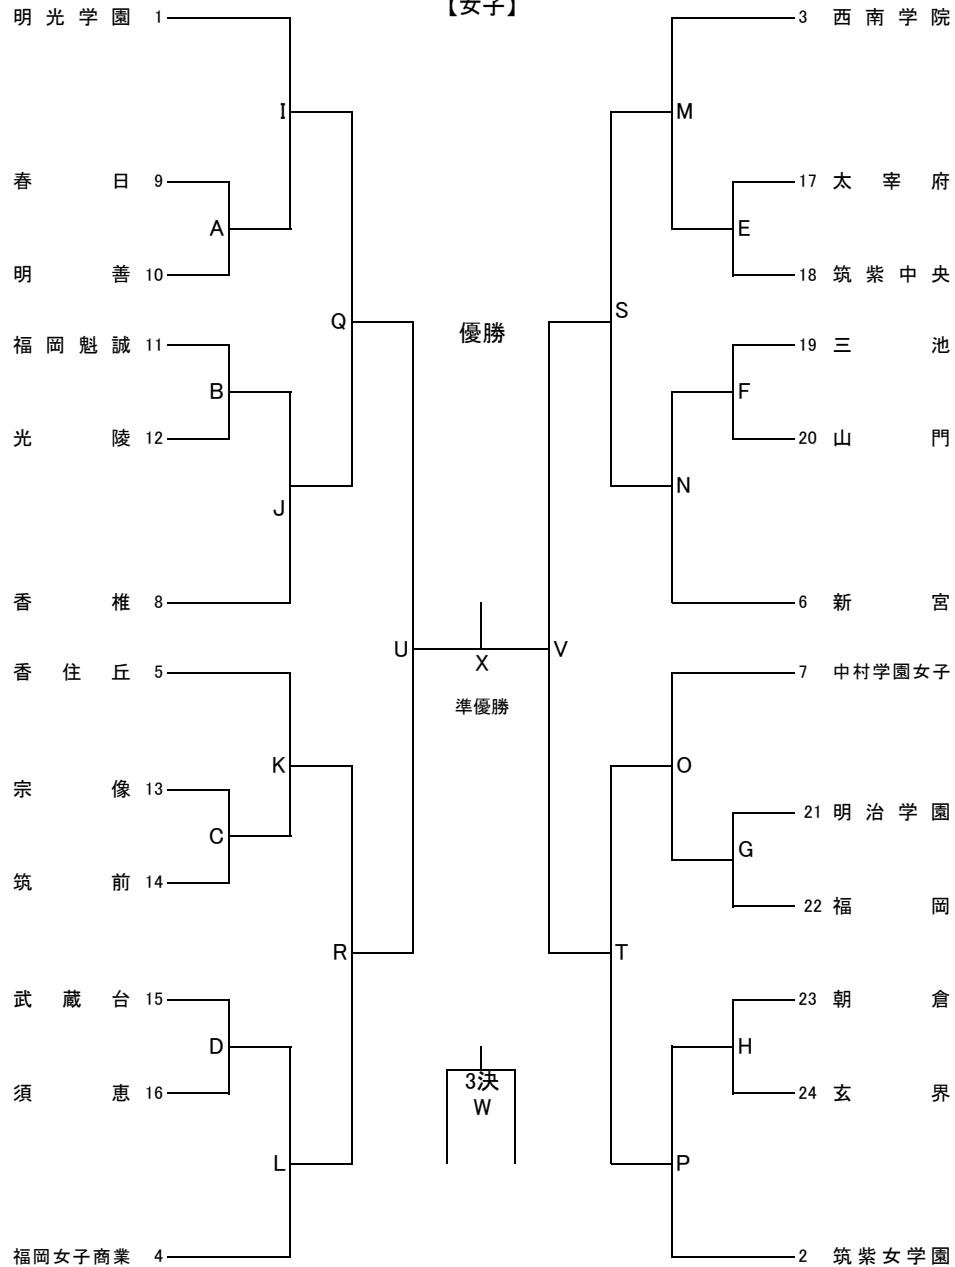 【女子】
明光学園 1
I
春日 9
A
明善 10
Q
福岡魁誠 11
B
光陵 12
J
香椎 8
U
香住丘 5
K
宗像 13
C
筑前 14
R
武蔵台 15
D
須恵 16
L
福岡女子商業 4
優勝
X
準優勝
3決
W
3 西南学院
M
17 太宰府
E
18 筑紫中央
S
19 三池
F
20 山門
N
6 新宮
V
7 中村学園女子
O
21 明治学園
G
22 福岡
T
23 朝倉
H
24 玄界
P
2 筑紫女学園